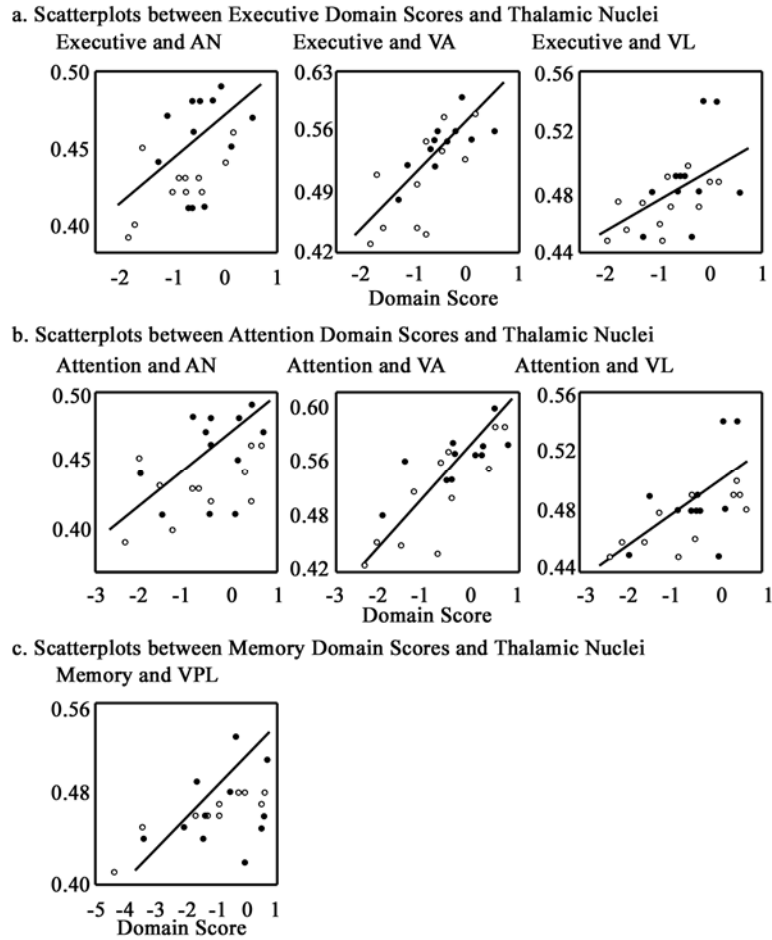 a. Scatterplots between Executive Domain Scores and Thalamic Nuclei
Executive and AN Executive and VA Executive and VL
0.50 0.63 0.56
0.45 0.56 0.52
0.40 0.49 0.48
0.42 0.44
-2 -1 0 1 -2 -1 0 1 -2 -1 0 1
Domain Score
b. Scatterplots between Attention Domain Scores and Thalamic Nuclei
Attention and AN Attention and VA Attention and VL
0.50 0.60 0.56
0.45 0.56 0.52
0.40 0.48 0.48
0.42 0.44
-3 -2 -1 0 1 -3 -2 -1 0 1 -3 -2 -1 0 1
Domain Score
c. Scatterplots between Memory Domain Scores and Thalamic Nuclei
Memory and VPL
0.56
0.48
0.40
-5 -4 -3 -2 -1 0 1
Domain Score